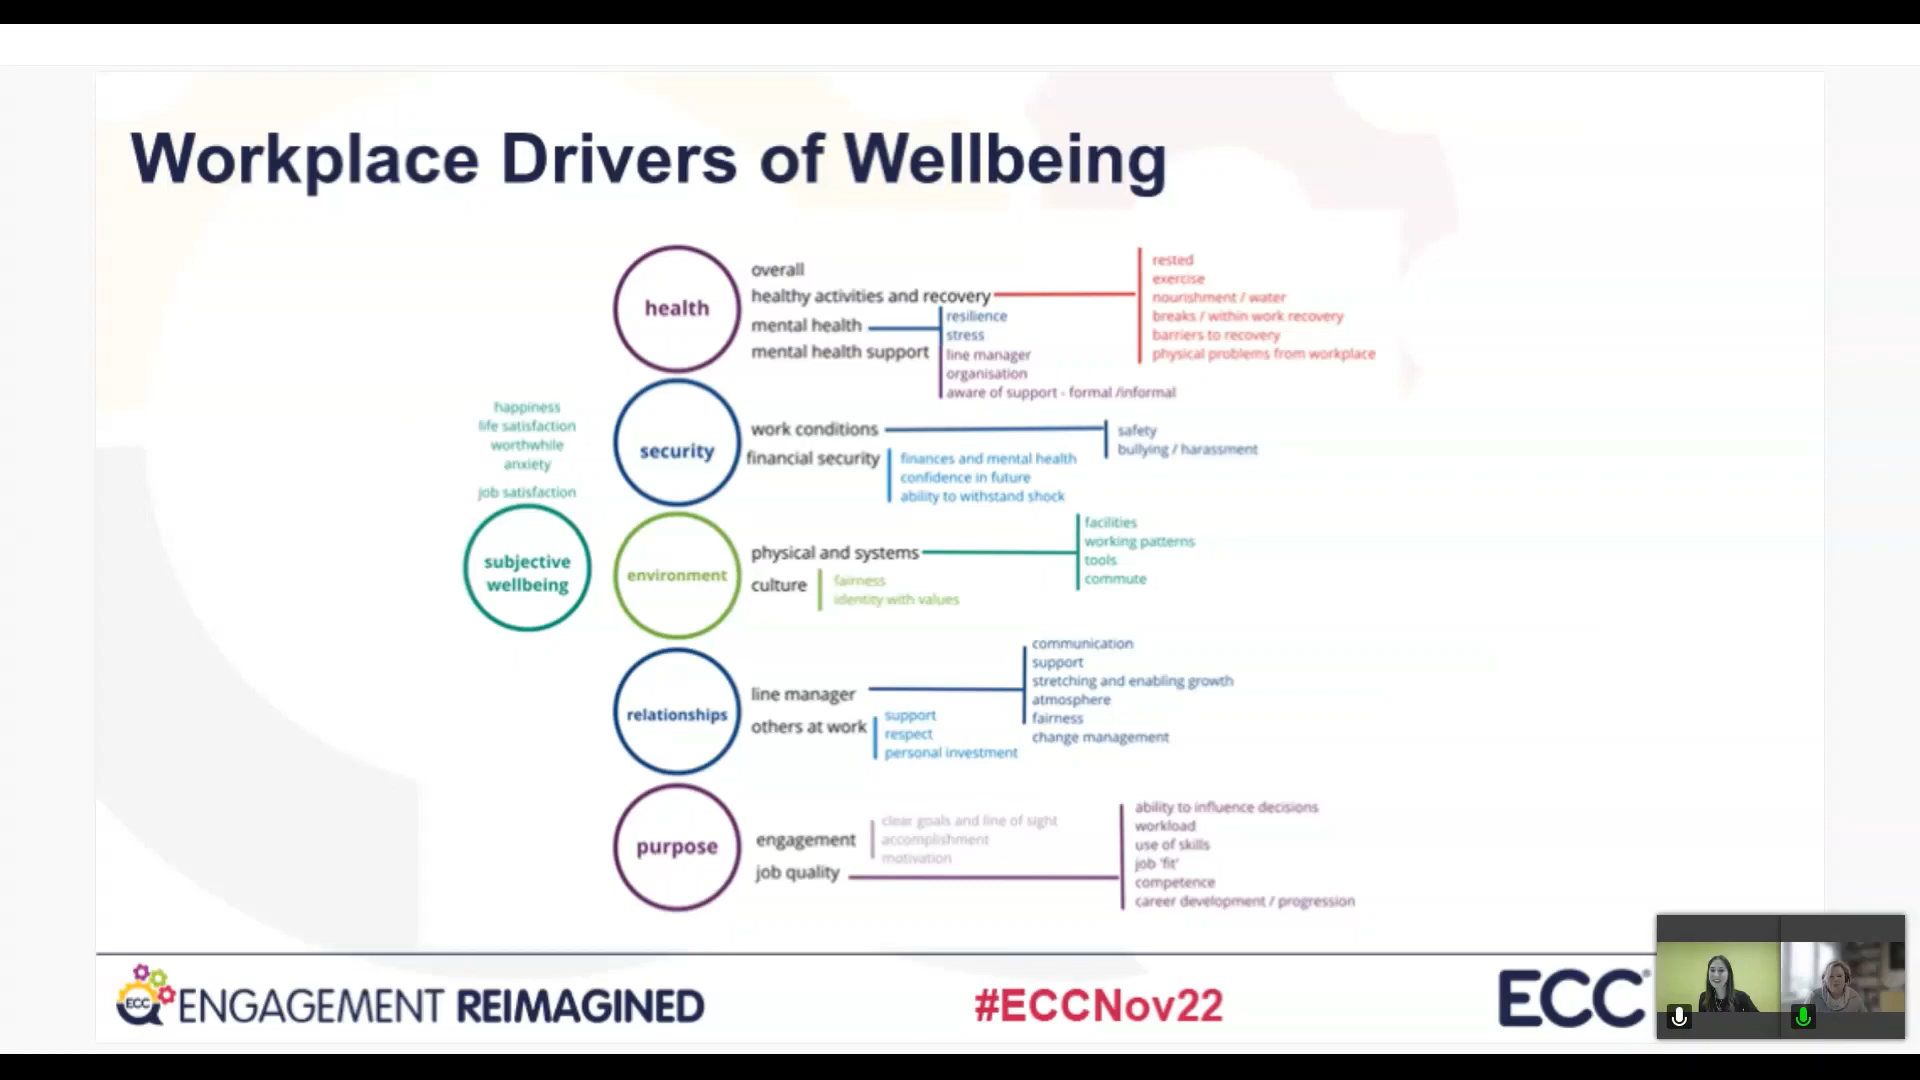 Workplace Drivers of Wellbeing
health
overall
healthy activities and recovery
mental health
mental health support
rested
exercise
nourishment / water
breaks / within work recovery
barriers to recovery
physical problems from workplace
resilience
stress
line manager
organisation
aware of support - formal /informal
happiness
life satisfaction
worthwhile
anxiety
job satisfaction
subjective
wellbeing
security
work conditions
financial security
safety
bullying / harassment
finances and mental health
confidence in future
ability to withstand shock
environment
physical and systems
culture
facilities
working patterns
tools
commute
fairness
identity with values
relationships
line manager
others at work
communication
support
stretching and enabling growth
atmosphere
fairness
change management
support
respect
personal investment
purpose
engagement
job quality
clear goals and line of sight
accomplishment
motivation
ability to influence decisions
workload
use of skills
job 'fit'
competence
career development / progression
ECC ENGAGEMENT REIMAGINED
#ECCNov22
ECC